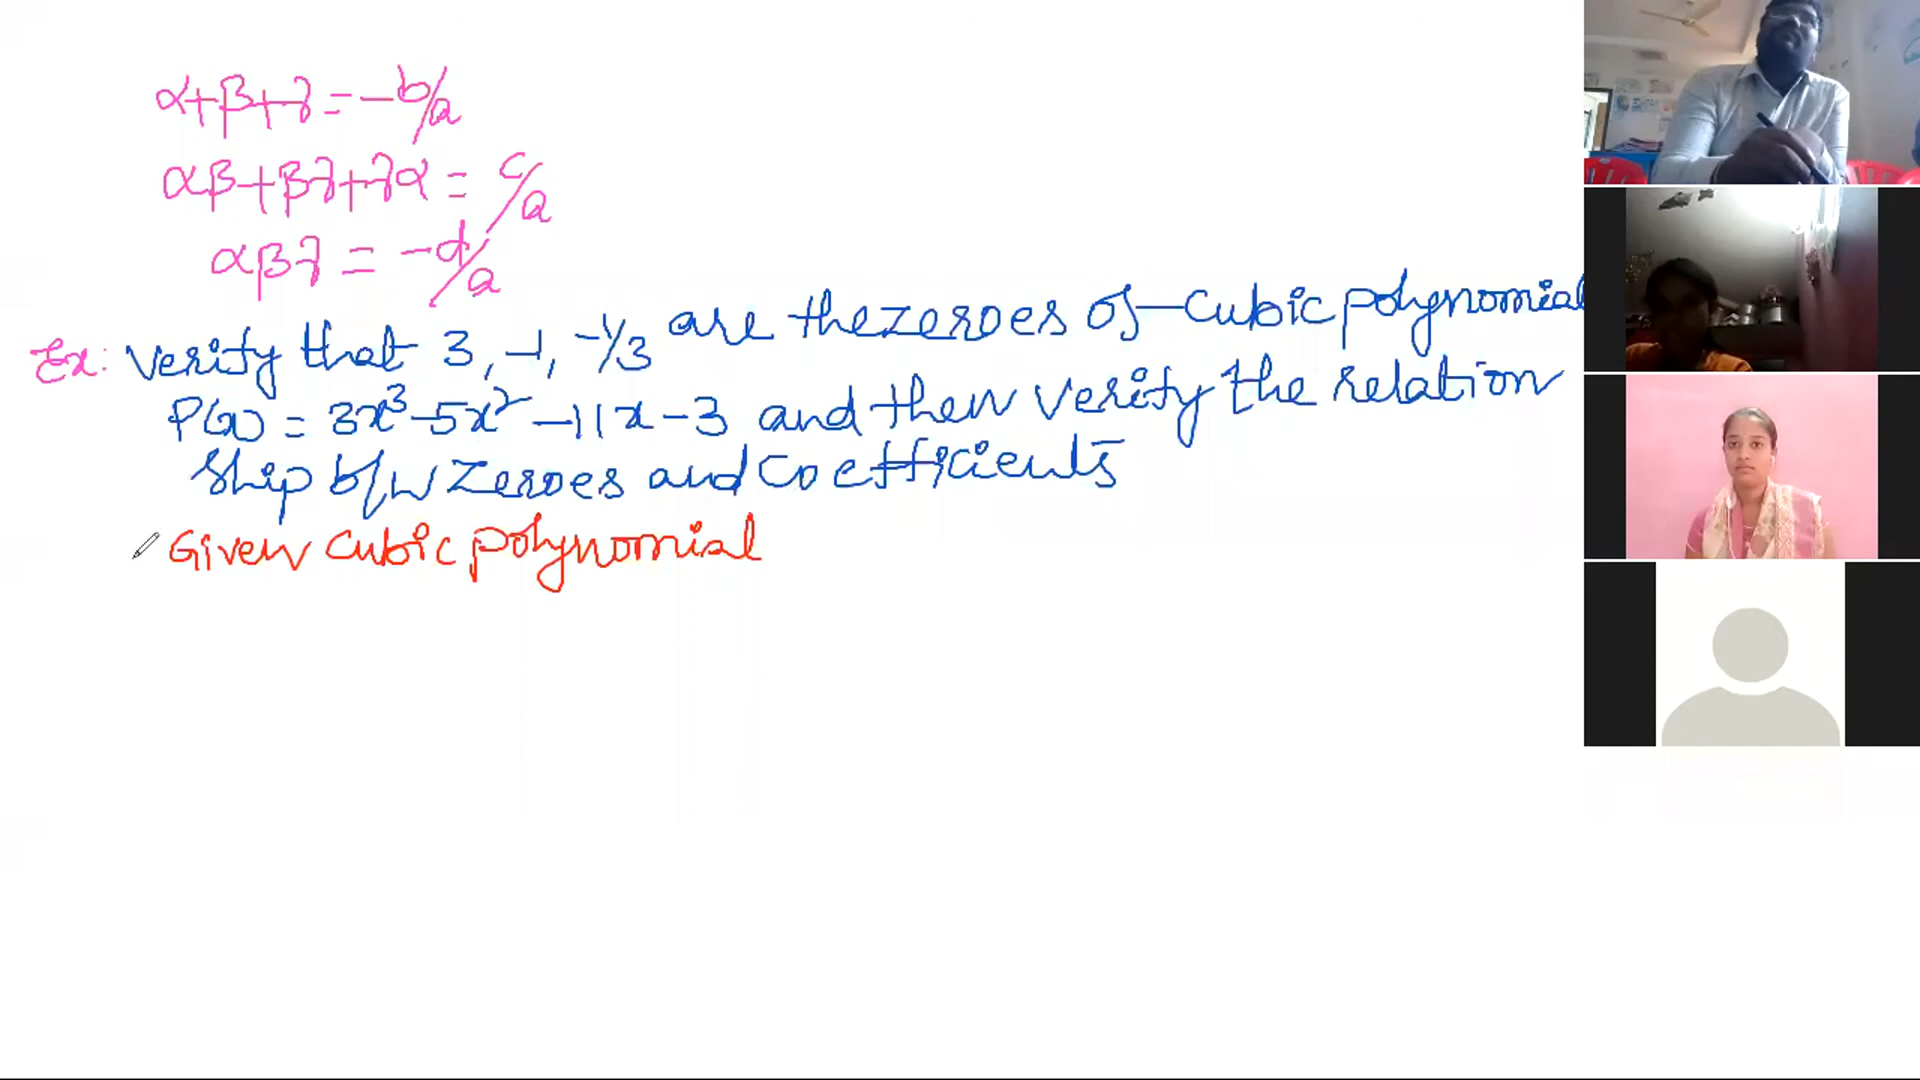 α+β+γ = -b/a
αβ+βγ+γα = c/a
αβγ = -d/a
Ex: Verify that 3, -1, -1/3 are the zeroes of cubic polynomial
P(x) = 3x³-5x²-11x-3 and then verify the relation
ship b/w zeroes and coefficients
Given cubic polynomial